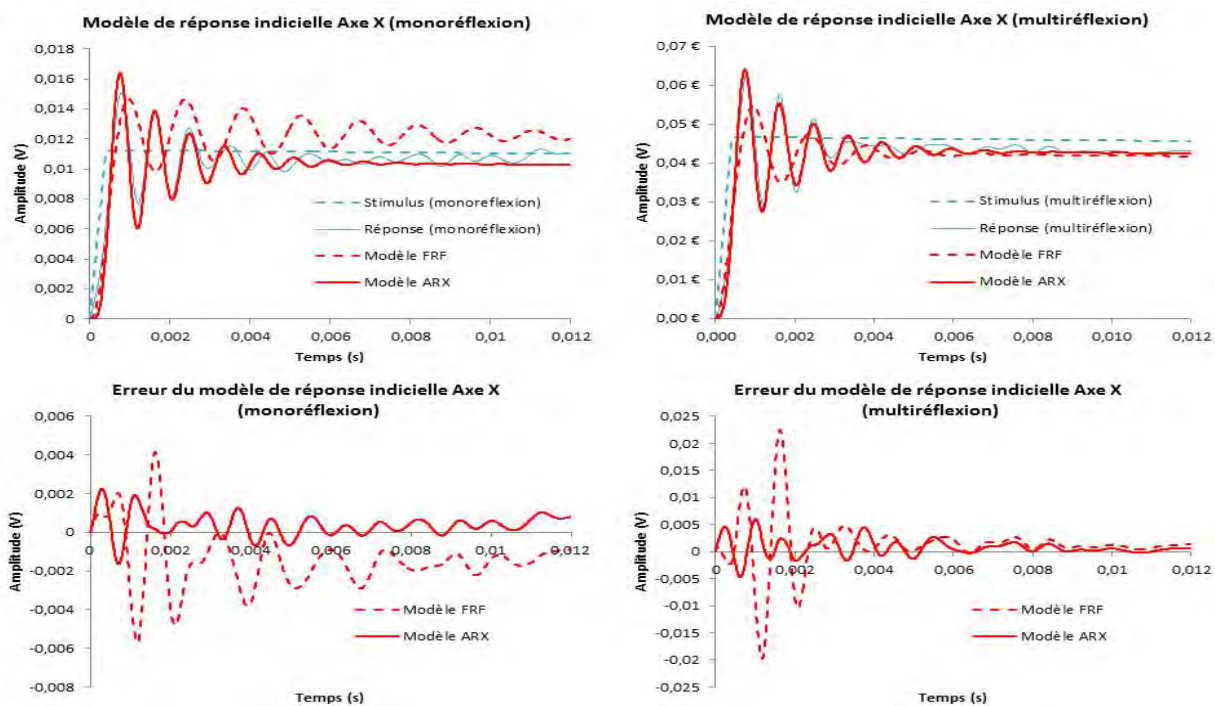 Modèle de réponse indicielle Axe X (monoréflexion)
0,018
0,016
0,014
0,012
0,01
0,008
0,006
0,004
0,002
0
Amplitude (V)
Stimulus (monoreflexion)
Réponse (monoréflexion)
Modèle FRF
Modèle ARX
0
0,002
0,004
0,006
0,008
0,01
0,012
Temps (s)
Modèle de réponse indicielle Axe X (multiréflexion)
0,07 €
0,06 €
0,05 €
0,04 €
0,03 €
0,02 €
0,01 €
0,00 €
Amplitude (V)
Stimulus (multiréflexion)
Réponse (multiréflexion)
Modèle FRF
Modèle ARX
0,000
0,002
0,004
0,006
0,008
0,010
0,012
Temps (s)
Erreur du modèle de réponse indicielle Axe X
(monoréflexion)
0,006
0,004
0,002
0
-0,002
-0,004
-0,006
-0,008
Amplitude (V)
0
0,002
0,004
0,006
0,008
0,01
0,012
Modèle FRF
Modèle ARX
Temps (s)
Erreur du modèle de réponse indicielle Axe X
(multiréflexion)
0,025
0,02
0,015
0,01
0,005
0
-0,005
-0,01
-0,015
-0,02
-0,025
Amplitude (V)
0,000
0,002
0,004
0,006
0,008
0,010
0,012
Modèle FRF
Modèle ARX
Temps (s)